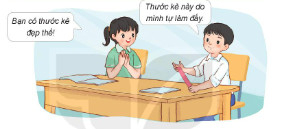 Bạn có thước kẻ
đẹp thế!
Thước kẻ này do
mình tự làm đấy.